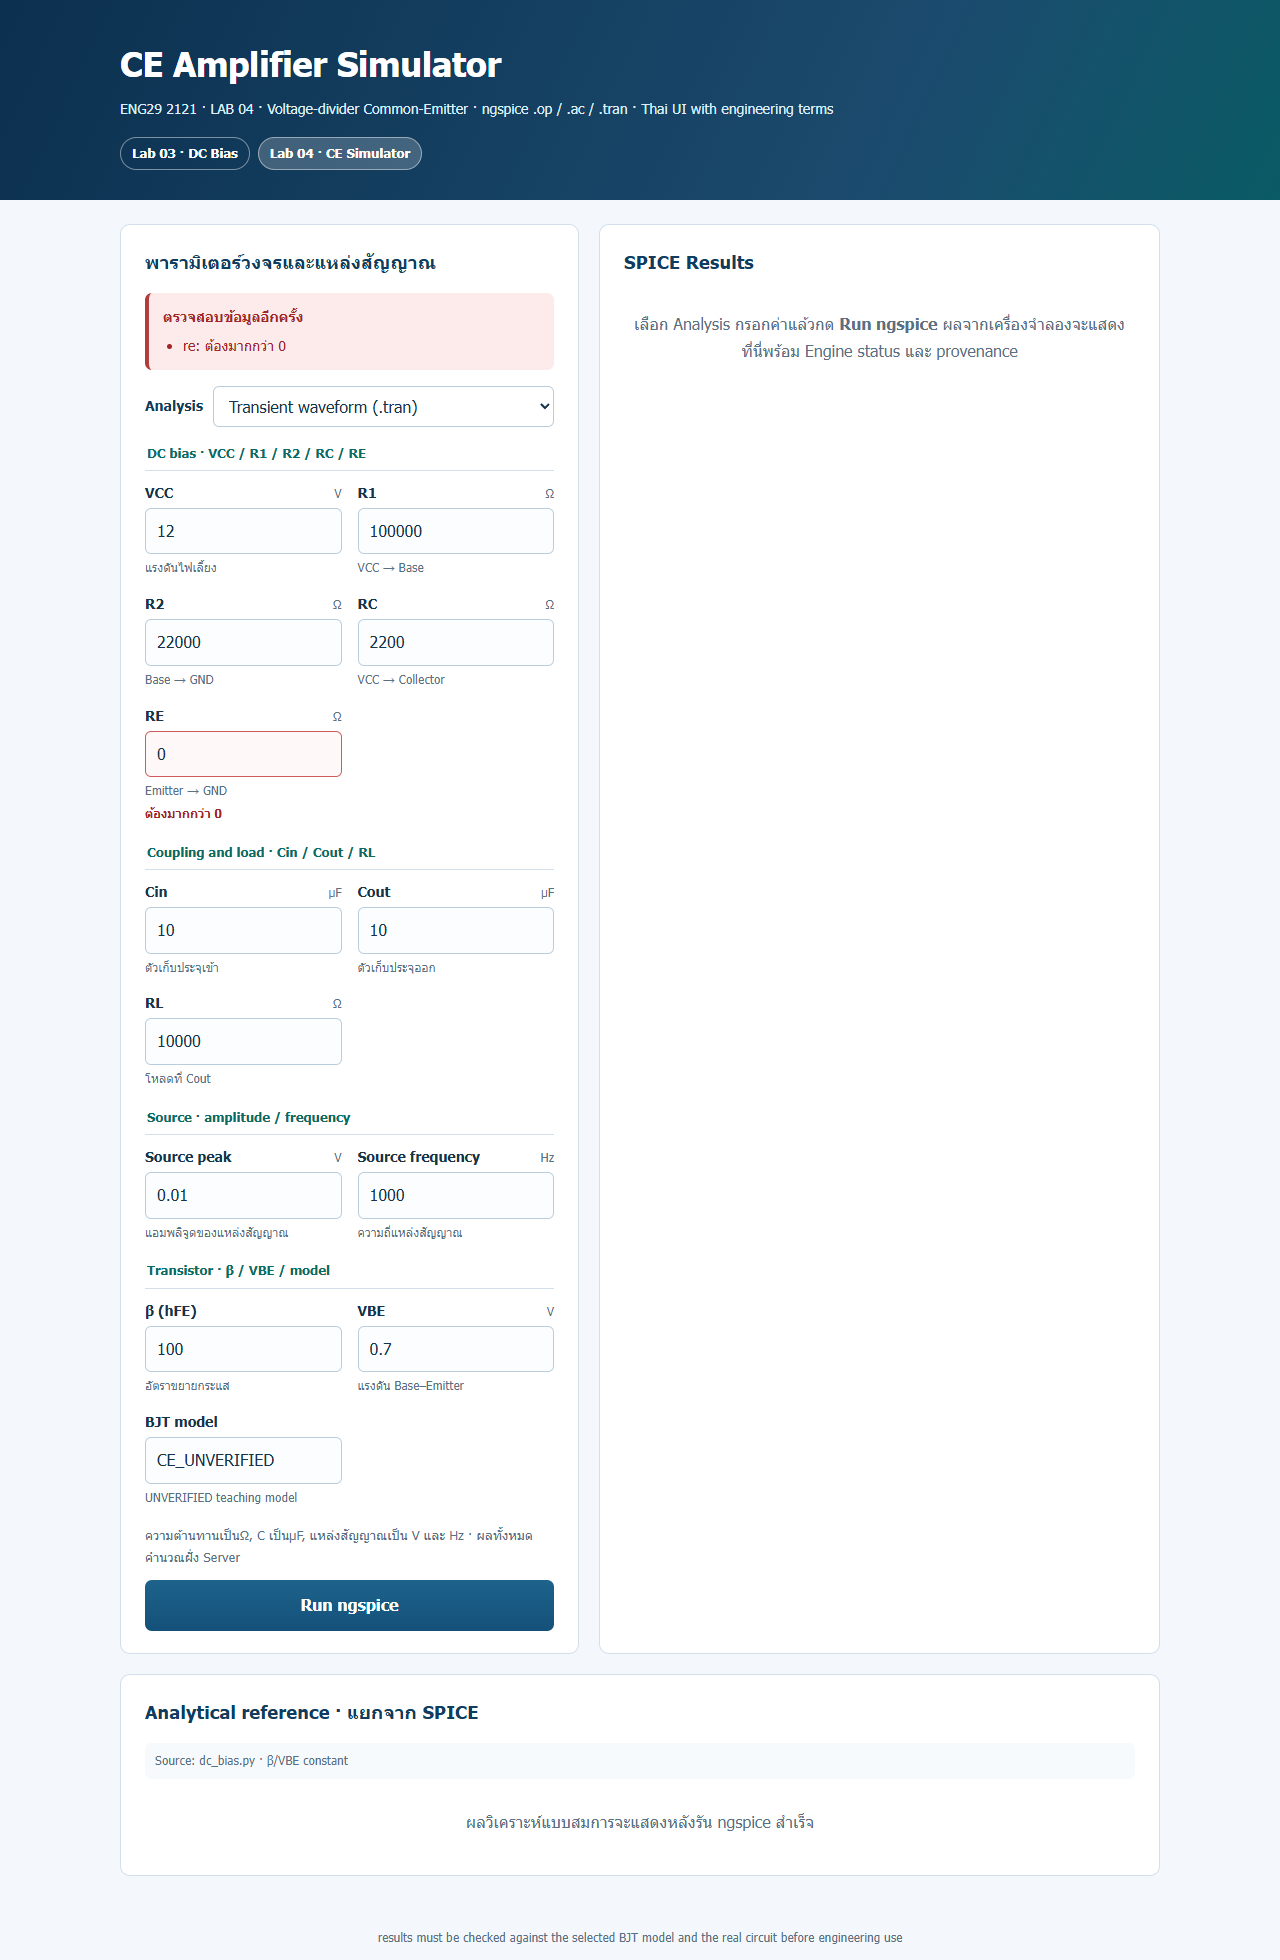 CE Amplifier Simulator
ENG29 2121 · LAB 04 · Voltage-divider Common-Emitter · ngspice .op / .ac / .tran · Thai UI with engineering terms
Lab 03 · DC Bias
Lab 04 · CE Simulator
พารามิเตอร์วงจรและแหล่งสัญญาณ
ตรวจสอบข้อมูลอีกครั้ง
• re: ต้องมากกว่า 0
Analysis
Transient waveform (.tran)
DC bias · VCC / R1 / R2 / RC / RE
VCC V
12
แรงดันไฟเลี้ยง
R1 Ω
100000
VCC → Base
R2 Ω
22000
Base → GND
RC Ω
2200
VCC → Collector
RE Ω
0
Emitter → GND
ต้องมากกว่า 0
Coupling and load · Cin / Cout / RL
Cin µF
10
ตัวเก็บประจุเข้า
Cout µF
10
ตัวเก็บประจุออก
RL Ω
10000
โหลดที่ Cout
Source · amplitude / frequency
Source peak V
0.01
แอมพลิจูดของแหล่งสัญญาณ
Source frequency Hz
1000
ความถี่แหล่งสัญญาณ
Transistor · β / VBE / model
β (hFE)
100
อัตราขยายกระแส
VBE V
0.7
แรงดัน Base–Emitter
BJT model
CE_UNVERIFIED
UNVERIFIED teaching model
ความต้านทานเป็นΩ, C เป็นµF, แหล่งสัญญาณเป็น V และ Hz · ผลทั้งหมด
คำนวณฝั่ง Server
Run ngspice
SPICE Results
เลือก Analysis กรอกค่าแล้วกด Run ngspice ผลจากเครื่องจำลองจะแสดง
ที่นี่พร้อม Engine status และ provenance
Analytical reference · แยกจาก SPICE
Source: dc_bias.py · β/VBE constant
ผลวิเคราะห์แบบสมการจะแสดงหลังรัน ngspice สำเร็จ
results must be checked against the selected BJT model and the real circuit before engineering use